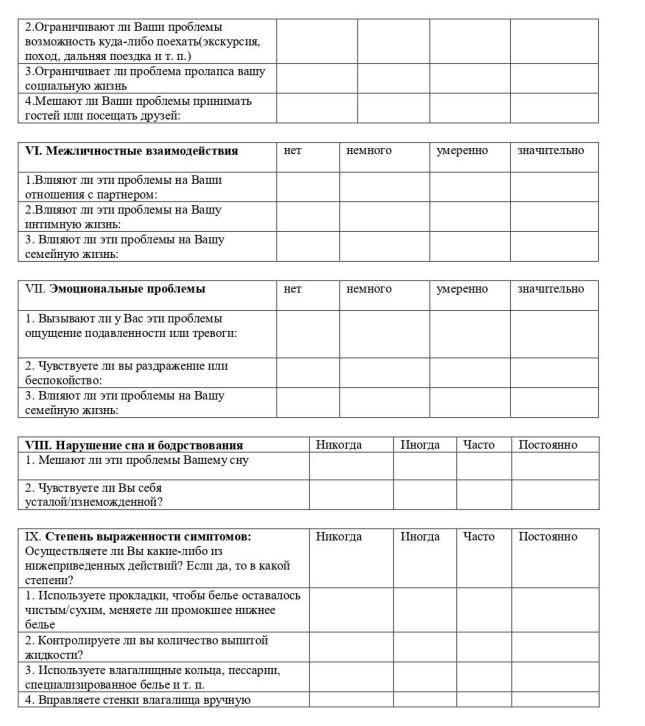 2.Ограничивают ли Ваши проблемы
возможность куда-либо поехать(экскурсия,
поход, дальняя поездка и т. п.)
3.Ограничивает ли проблема пролапса вашу
социальную жизнь
4.Мешают ли Ваши проблемы принимать
гостей или посещать друзей:
VI. Межличностные взаимодействия нет немного умеренно значительно
1.Влияют ли эти проблемы на Ваши
отношения с партнером:
2.Влияют ли эти проблемы на Вашу
интимную жизнь:
3. Влияют ли эти проблемы на Вашу
семейную жизнь:
VII. Эмоциональные проблемы нет немного умеренно значительно
1. Вызывают ли у Вас эти проблемы
ощущение подавленности или тревоги:
2. Чувствуете ли вы раздражение или
беспокойство:
3. Влияют ли эти проблемы на Вашу
семейную жизнь:
VIII. Нарушение сна и бодрствования Никогда Иногда Часто Постоянно
1. Мешают ли эти проблемы Вашему сну
2. Чувствуете ли Вы себя
усталой/изнеможденной?
IX. Степень выраженности симптомов: Никогда Иногда Часто Постоянно
Осуществляете ли Вы какие-либо из
нижеприведенных действий? Если да, то в какой
степени?
1. Используете прокладки, чтобы белье оставалось
чистым/сухим, меняете ли промокшее нижнее
белье
2. Контролируете ли вы количество выпитой
жидкости?
3. Используете влагалищные кольца, пессарии,
специализированное белье и т. п.
4. Вправляете стенки влагалища вручную